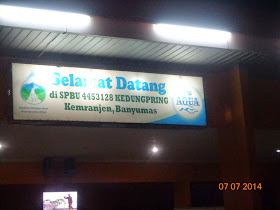 Selamat Datang
di SPBU 4453128 KEDUNGPRING
Kemranjen, Banyumas
AQUA
07 07 2014